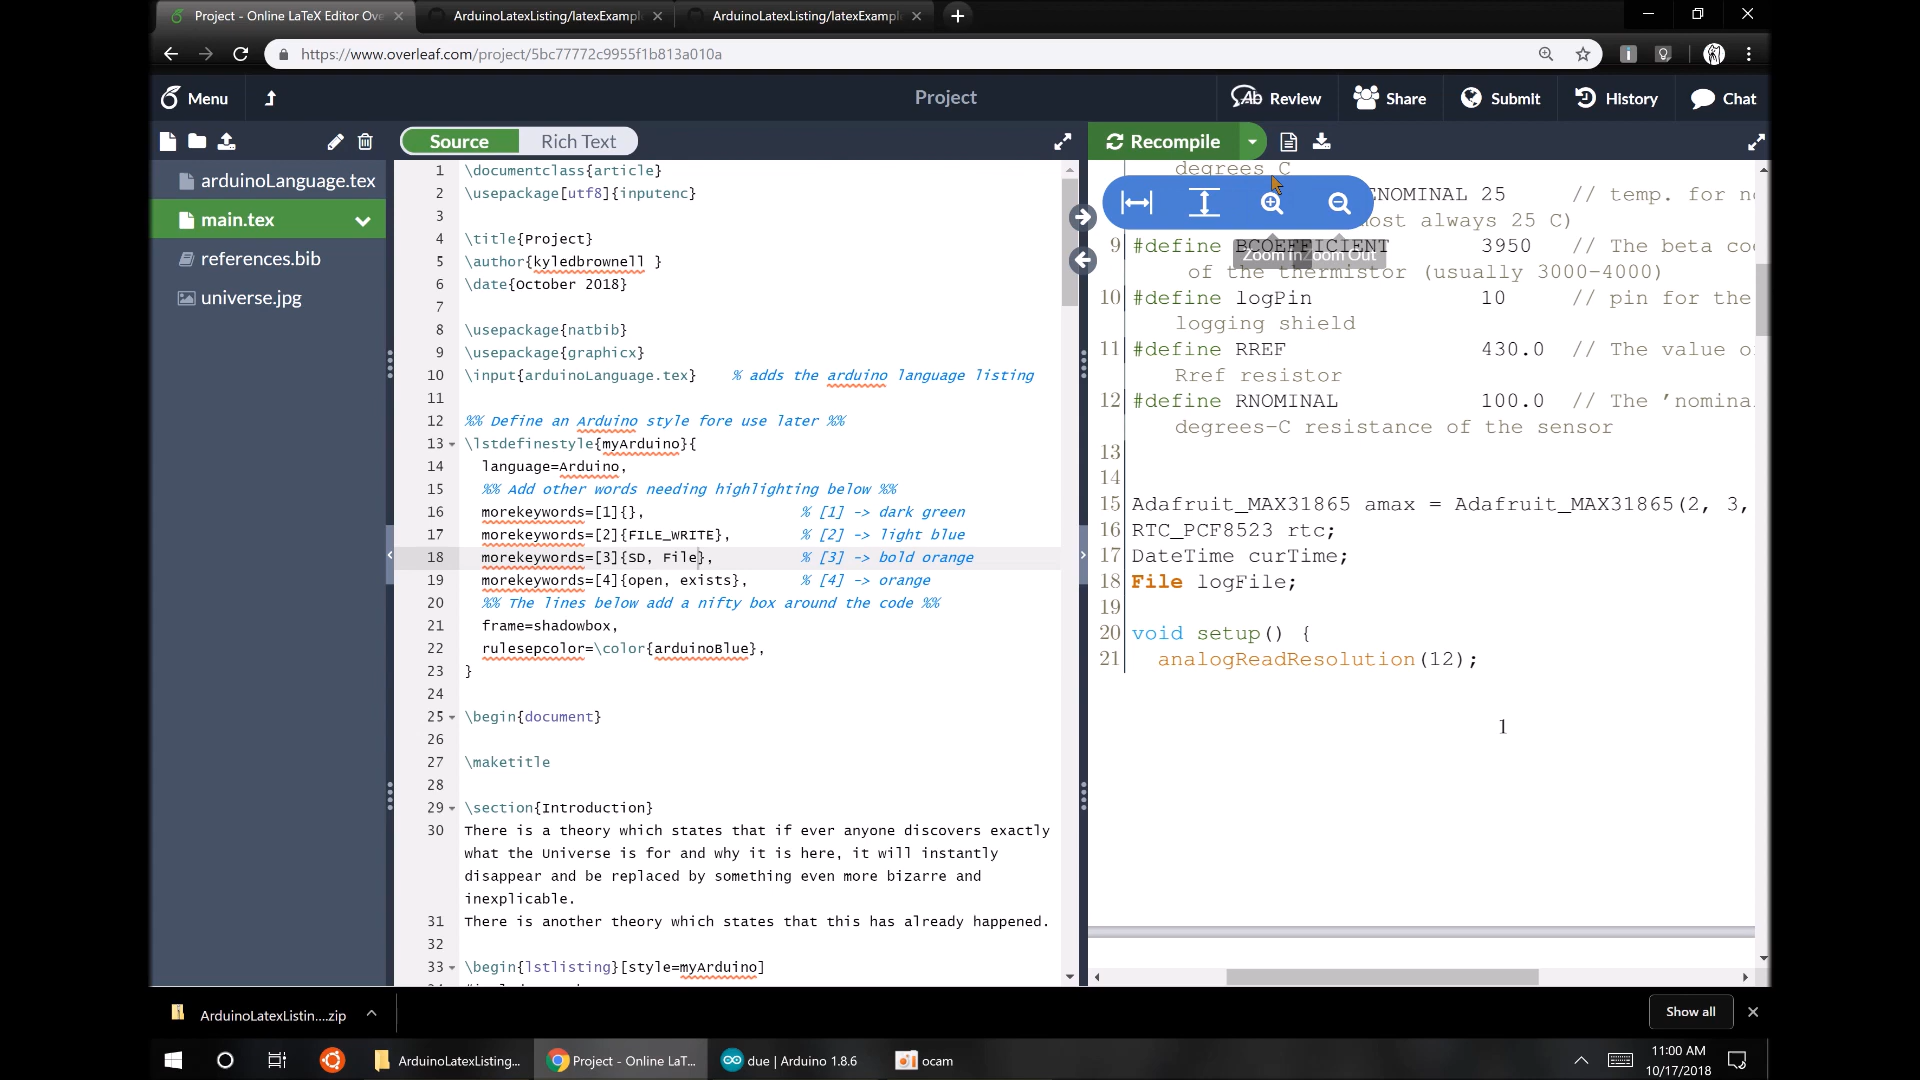 Project - Online LaTeX Editor Ove
ArduinoLatexListing/latexExampl
ArduinoLatexListing/latexExampl
https://www.overleaf.com/project/5bc77772c9955f1b813a010a
Menu
Project
Review
Share
Submit
History
Chat
Source
Rich Text
Recompile
arduinoLanguage.tex
main.tex
references.bib
universe.jpg
1 \documentclass{article}
2 \usepackage[utf8]{inputenc}
3
4 \title{Project}
5 \author{kyledbrownell }
6 \date{October 2018}
7
8 \usepackage{natbib}
9 \usepackage{graphicx}
10 \input{arduinoLanguage.tex} % adds the arduino language listing
11
12 %% Define an Arduino style fore use later %%
13 \lstdefinestyle{myArduino}{
14 language=Arduino,
15 %% Add other words needing highlighting below %%
16 morekeywords=[1]{}, % [1] -> dark green
17 morekeywords=[2]{FILE_WRITE}, % [2] -> light blue
18 morekeywords=[3]{SD, File}, % [3] -> bold orange
19 morekeywords=[4]{open, exists}, % [4] -> orange
20 %% The lines below add a nifty box around the code %%
21 frame=shadowbox,
22 rulesepcolor=\color{arduinoBlue},
23 }
24
25 \begin{document}
26
27 \maketitle
28
29 \section{Introduction}
30 There is a theory which states that if ever anyone discovers exactly
what the Universe is for and why it is here, it will instantly
disappear and be replaced by something even more bizarre and
inexplicable.
31 There is another theory which states that this has already happened.
32
33 \begin{lstlisting}[style=myArduino]
degrees C
ENOMINAL 25 // temp. for no
most always 25 C)
9 #define BCOEFFICIENT 3950 // The beta coe
Zoom In Zoom Out
of the thermistor (usually 3000-4000)
10 #define logPin 10 // pin for the
logging shield
11 #define RREF 430.0 // The value o
Rref resistor
12 #define RNOMINAL 100.0 // The 'nomina
degrees-C resistance of the sensor
13
14
15 Adafruit_MAX31865 amax = Adafruit_MAX31865(2, 3,
16 RTC_PCF8523 rtc;
17 DateTime curTime;
18 File logFile;
19
20 void setup() {
21 analogReadResolution(12);
1
ArduinoLatexListin....zip
Show all
ArduinoLatexListing...
Project - Online LaT...
due | Arduino 1.8.6
ocam
11:00 AM
10/17/2018